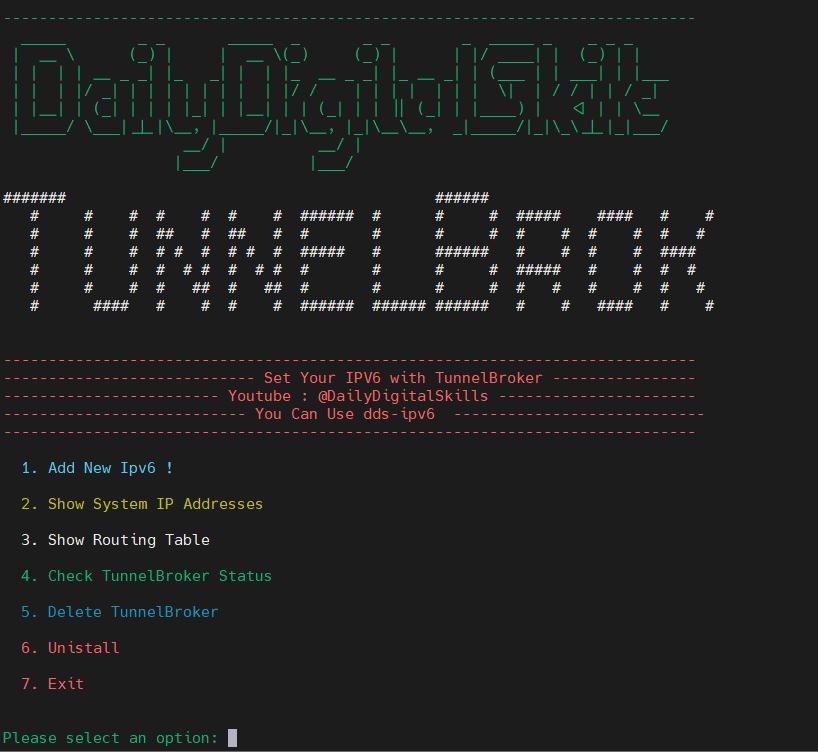 TUNNELBROK
Set Your IPV6 with TunnelBroker
Youtube : @DailyDigitalSkills
You Can Use dds-ipv6
1. Add New Ipv6 !
2. Show System IP Addresses
3. Show Routing Table
4. Check TunnelBroker Status
5. Delete TunnelBroker
6. Unistall
7. Exit
Please select an option: